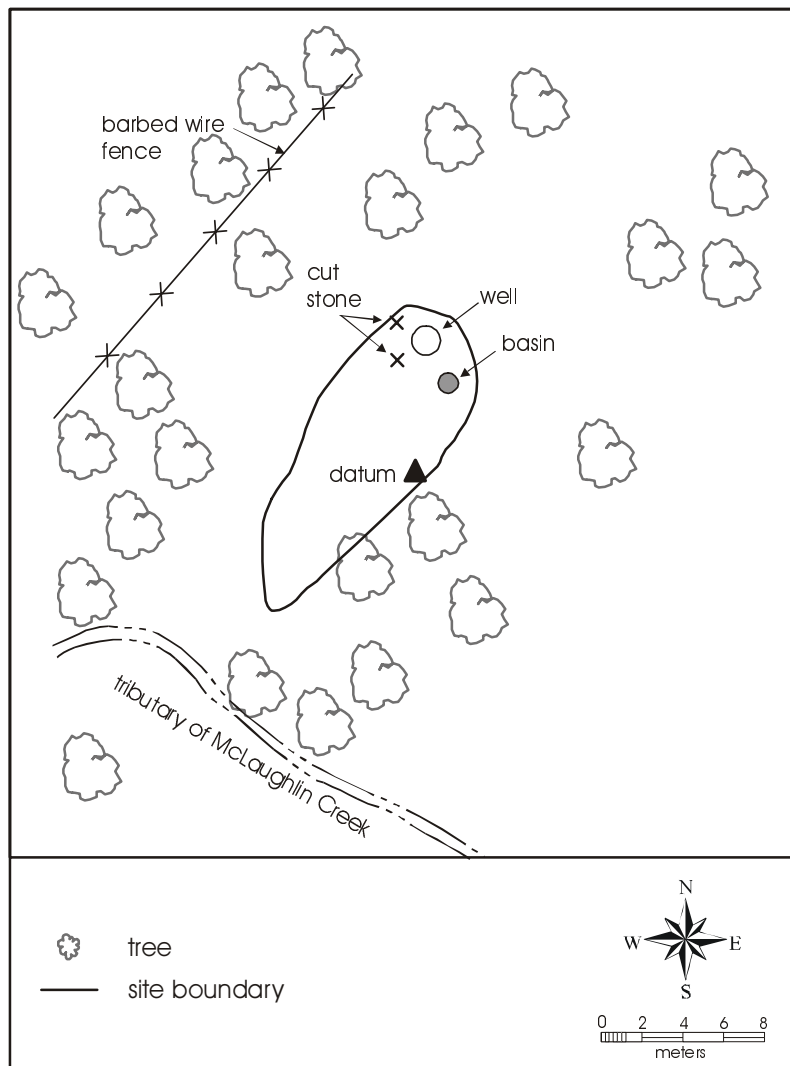 barbed wire
fence
cut
stone
well
basin
datum
tributary of McLaughlin Creek
tree
site boundary
N
W E
S
0 2 4 6 8
meters